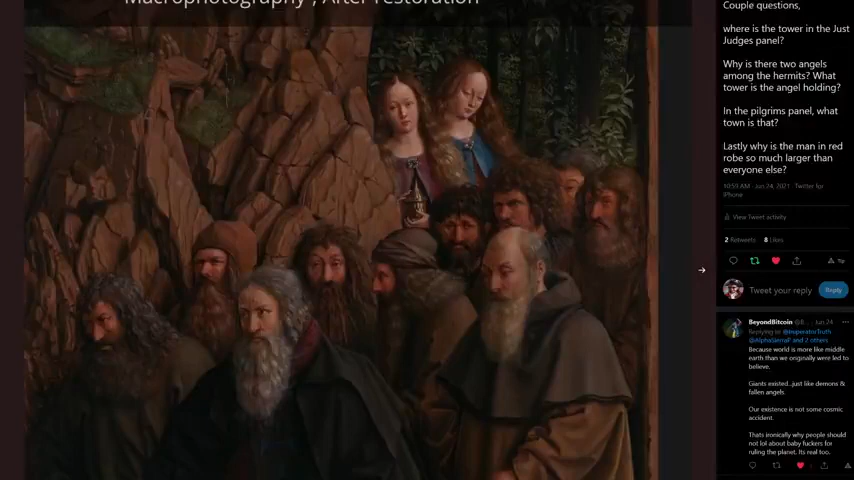 Macrophotography , After restoration
Couple questions,
where is the tower in the Just
Judges panel?
Why is there two angels
among the hermits? What
tower is the angel holding?
In the pilgrims panel, what
town is that?
Lastly why is the man in red
robe so much larger than
everyone else?
10:59 AM · Jun 24, 2021 · Twitter for
iPhone
View Tweet activity
2 Retweets 8 Likes
Tip
Tweet your reply
Reply
BeyondBitcoin @B... · Jun 24
Replying to
and 2 others
Because world is more like middle
earth than we originally were led to
believe.
Giants existed...just like demons &
fallen angels.
Our existence is not some cosmic
accident.
Thats ironically why people should
not lol about baby fuckers for
ruling the planet. Its real too.